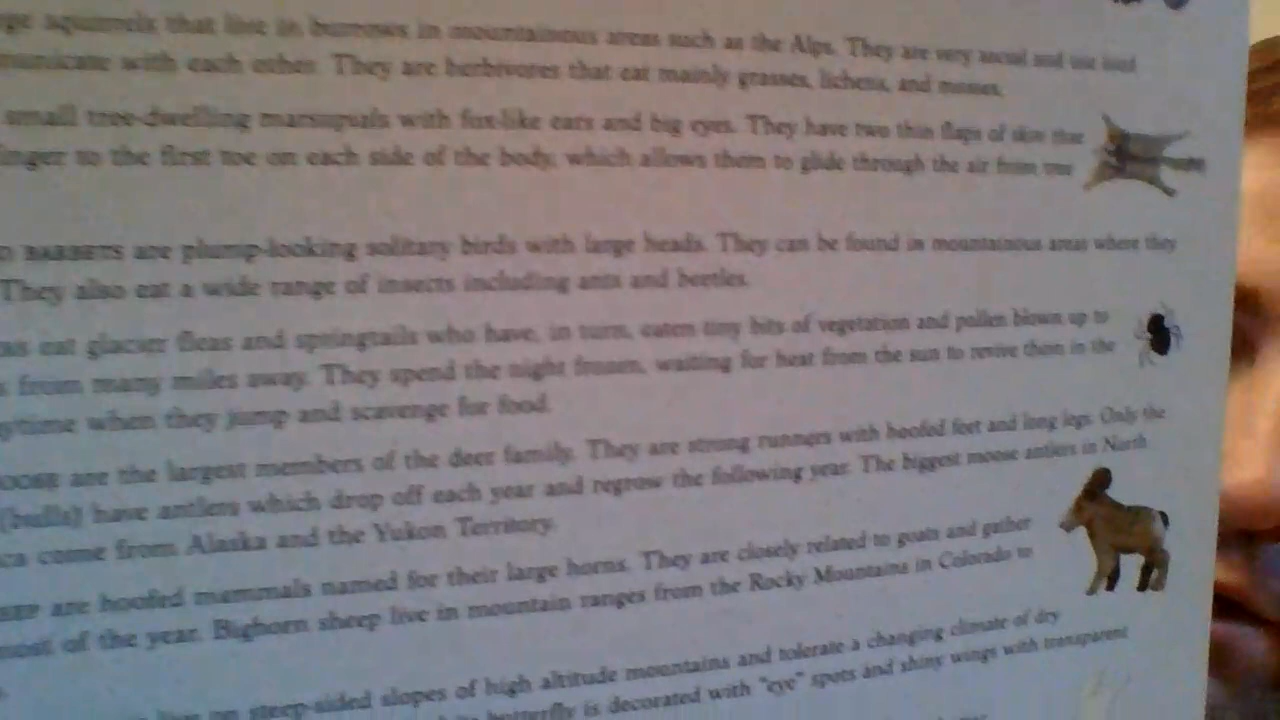 squirrels that live in burrows in mountainous areas such as the Alps. They are very social and use loud
with each other. They are herbivores that eat mainly grasses, lichens, and mosses.
small tree-dwelling marsupials with fox-like ears and big eyes. They have two thin flaps of skin that
to the first toe on each side of the body, which allows them to glide through the air from one
BARBETS are plump-looking solitary birds with large heads. They can be found in mountainous areas where they
They also eat a wide range of insects including ants and beetles.
eat glacier fleas and springtails who have, in turn, eaten tiny bits of vegetation and pollen blown up to
from many miles away. They spend the night frozen, waiting for heat from the sun to revive them in the
when they jump and scavenge for food.
are the largest members of the deer family. They are strong runners with hoofed feet and long legs. Only the
(bulls) have antlers which drop off each year and regrow the following year. The biggest moose antlers in North
come from Alaska and the Yukon Territory.
are hoofed mammals named for their large horns. They are closely related to goats and gather
most of the year. Bighorn sheep live in mountain ranges from the Rocky Mountains in Colorado to
on steep-sided slopes of high altitude mountains and tolerate a changing climate of dry
butterfly is decorated with "eye" spots and shiny wings with transparent